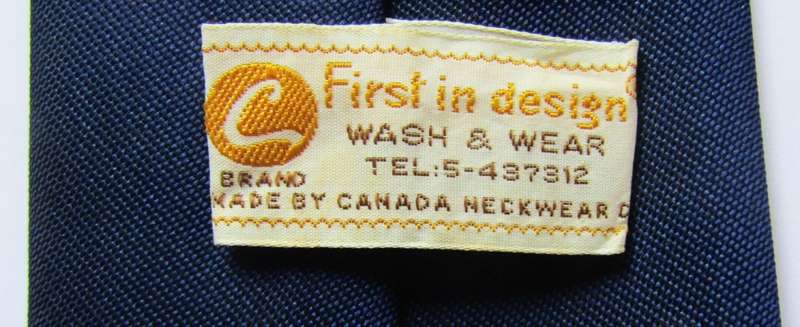 First in design
WASH & WEAR
TEL:5-437312
BRAND
MADE BY CANADA NECKWEAR